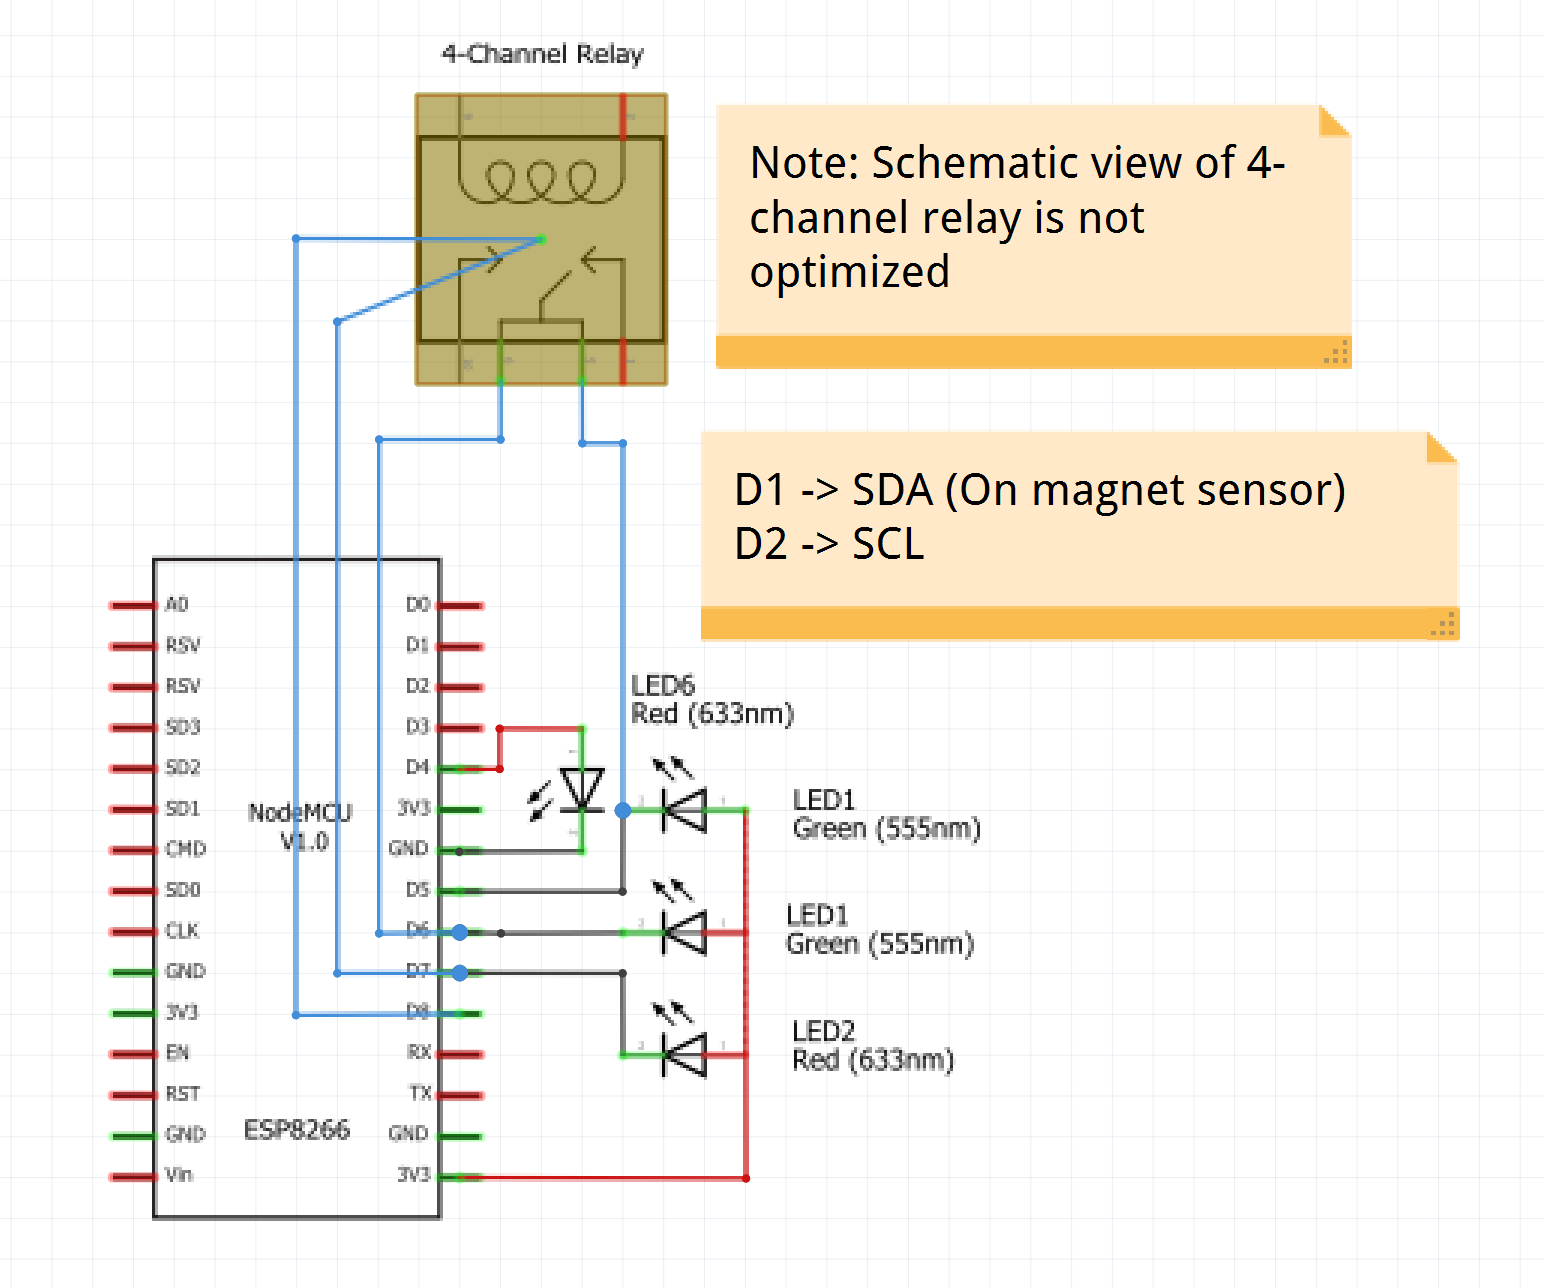 4-Channel Relay
Note: Schematic view of 4-
channel relay is not
optimized
D1 -> SDA (On magnet sensor)
D2 -> SCL
A0
RSV
RSV
SD3
SD2
SD1
CMD
SD0
CLK
GND
3V3
EN
RST
GND
Vin
NodeMCU
V1.0
ESP8266
D0
D1
D2
D3
D4
3V3
GND
D5
D6
D7
D8
RX
TX
GND
3V3
LED6
Red (633nm)
LED1
Green (555nm)
LED1
Green (555nm)
LED2
Red (633nm)